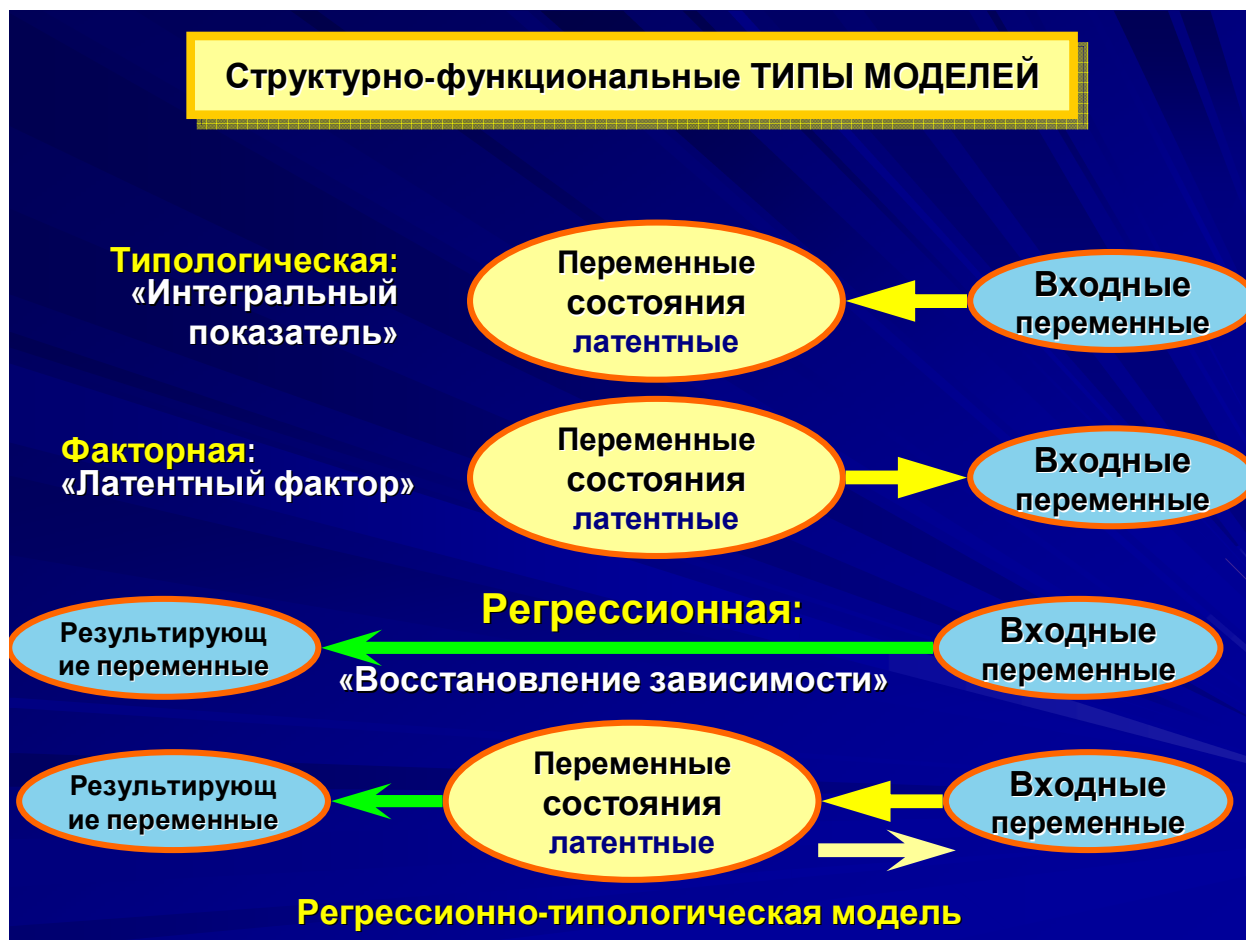 Структурно-функциональные ТИПЫ МОДЕЛЕЙ
Типологическая:
«Интегральный
показатель»
Переменные
состояния
латентные
Входные
переменные
Факторная:
«Латентный фактор»
Переменные
состояния
латентные
Входные
переменные
Регрессионная:
Результирующ
ие переменные
Входные
переменные
«Восстановление зависимости»
Результирующ
ие переменные
Переменные
состояния
латентные
Входные
переменные
Регрессионно-типологическая модель